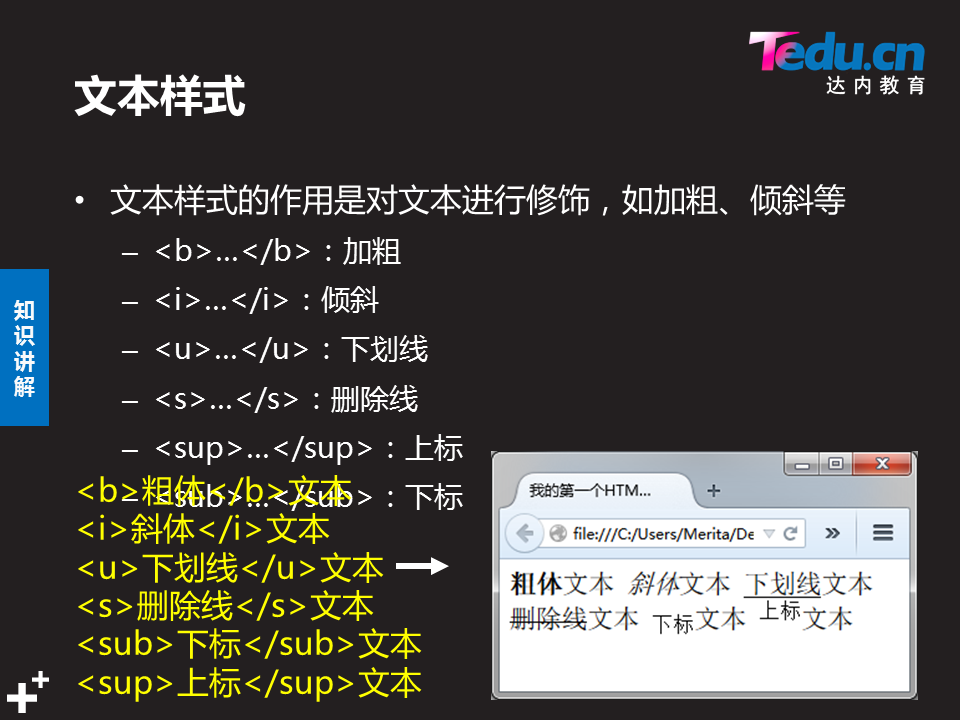 Tedu.cn
达内教育
文本样式
• 文本样式的作用是对文本进行修饰，如加粗、倾斜等
– <b>…</b>：加粗
– <i>…</i>：倾斜
– <u>…</u>：下划线
– <s>…</s>：删除线
– <sup>…</sup>：上标
– <sub>…</sub>：下标
知识讲解
<b>粗体</b>文本
<i>斜体</i>文本
<u>下划线</u>文本
<s>删除线</s>文本
<sub>下标</sub>文本
<sup>上标</sup>文本
我的第一个HTM...
file:///C:/Users/Merita/De
粗体文本 斜体文本 下划线文本
删除线文本 下标文本 上标文本